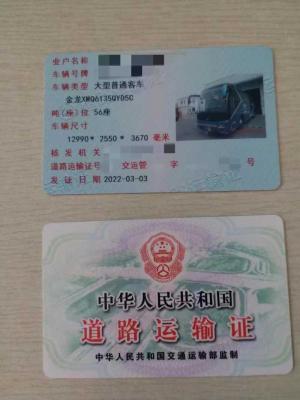 业户名称
车辆号牌
车辆类型 大型普通客车
金龙XMQ6135QYD5C
吨(座)位 56座
车辆尺寸
12990* 2550* 3670 毫米
核发机关
道路运输证号 交运管 字 号
发证日期 2022-03-03
中华人民共和国
道路运输证
中华人民共和国交通运输部监制